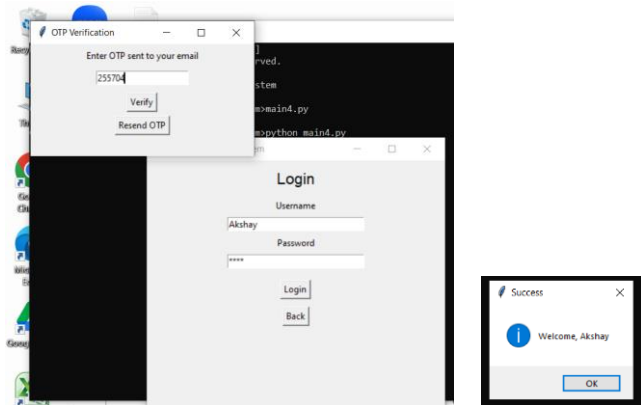 OTP Verification
Enter OTP sent to your email
255704
Verify
Resend OTP
]
rved.
stem
m>main4.py
m>python main4.py
Login
Username
Akshay
Password
****
Login
Back
Success
Welcome, Akshay
OK